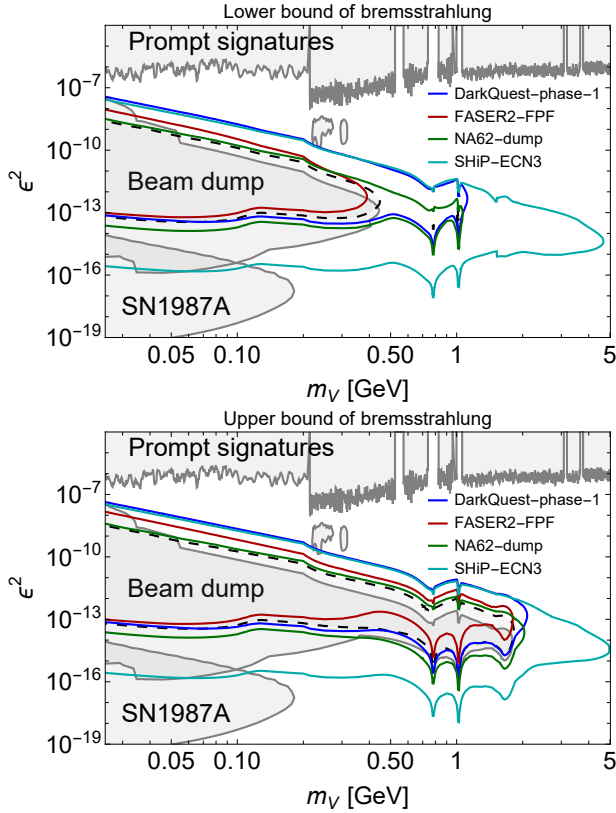 Lower bound of bremsstrahlung
Prompt signatures
DarkQuest-phase-1
FASER2-FPF
NA62-dump
SHiP-ECN3
Beam dump
SN1987A
10⁻⁷
10⁻¹⁰
10⁻¹³
10⁻¹⁶
10⁻¹⁹
ϵ²
0.05 0.10 0.50 1 5
m_V [GeV]
Upper bound of bremsstrahlung
Prompt signatures
DarkQuest-phase-1
FASER2-FPF
NA62-dump
SHiP-ECN3
Beam dump
SN1987A
10⁻⁷
10⁻¹⁰
10⁻¹³
10⁻¹⁶
10⁻¹⁹
ϵ²
0.05 0.10 0.50 1 5
m_V [GeV]